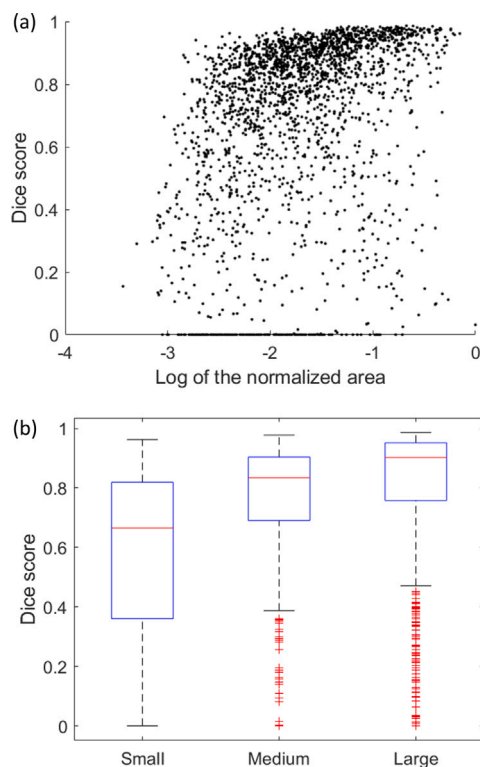 (a)
1
0.8
0.6
0.4
0.2
0
Dice score
-4 -3 -2 -1 0
Log of the normalized area
(b)
1
0.8
0.6
0.4
0.2
0
Dice score
Small Medium Large